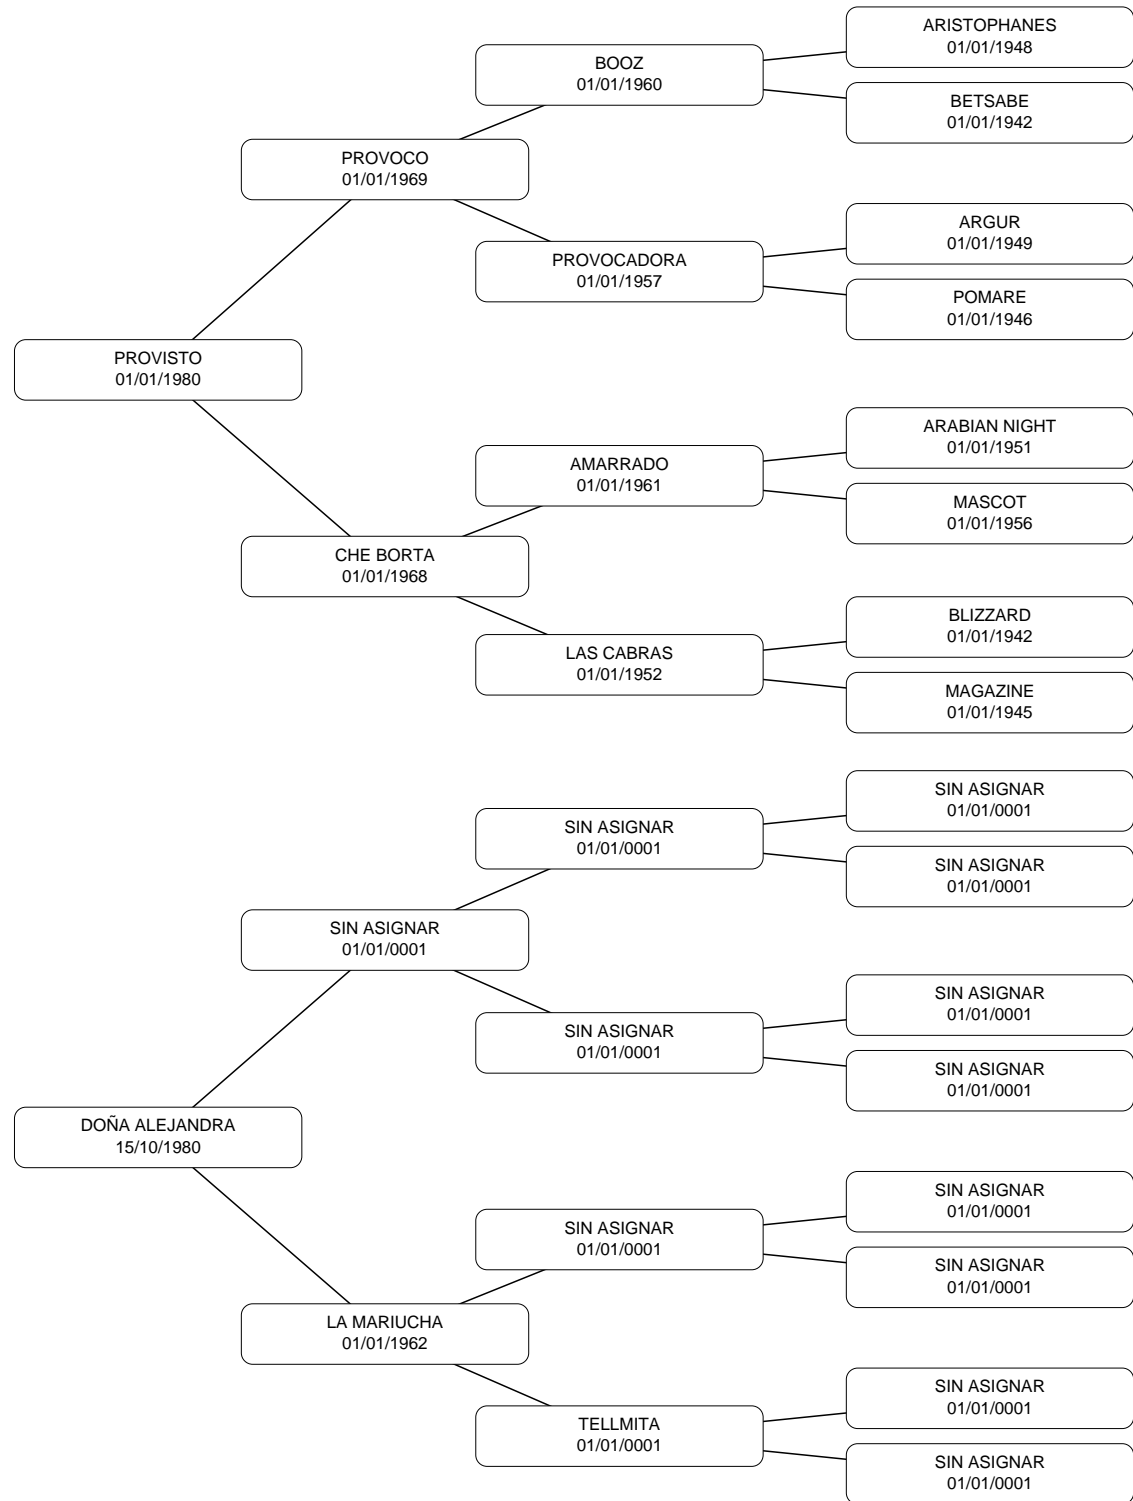 ARISTOPHANES
01/01/1948
BOOZ
01/01/1960
BETSABE
01/01/1942
PROVOCO
01/01/1969
ARGUR
01/01/1949
PROVOCADORA
01/01/1957
POMARE
01/01/1946
PROVISTO
01/01/1980
ARABIAN NIGHT
01/01/1951
AMARRADO
01/01/1961
MASCOT
01/01/1956
CHE BORTA
01/01/1968
BLIZZARD
01/01/1942
LAS CABRAS
01/01/1952
MAGAZINE
01/01/1945
SIN ASIGNAR
01/01/0001
SIN ASIGNAR
01/01/0001
SIN ASIGNAR
01/01/0001
SIN ASIGNAR
01/01/0001
SIN ASIGNAR
01/01/0001
SIN ASIGNAR
01/01/0001
SIN ASIGNAR
01/01/0001
DOÑA ALEJANDRA
15/10/1980
SIN ASIGNAR
01/01/0001
SIN ASIGNAR
01/01/0001
SIN ASIGNAR
01/01/0001
LA MARIUCHA
01/01/1962
SIN ASIGNAR
01/01/0001
TELLMITA
01/01/0001
SIN ASIGNAR
01/01/0001